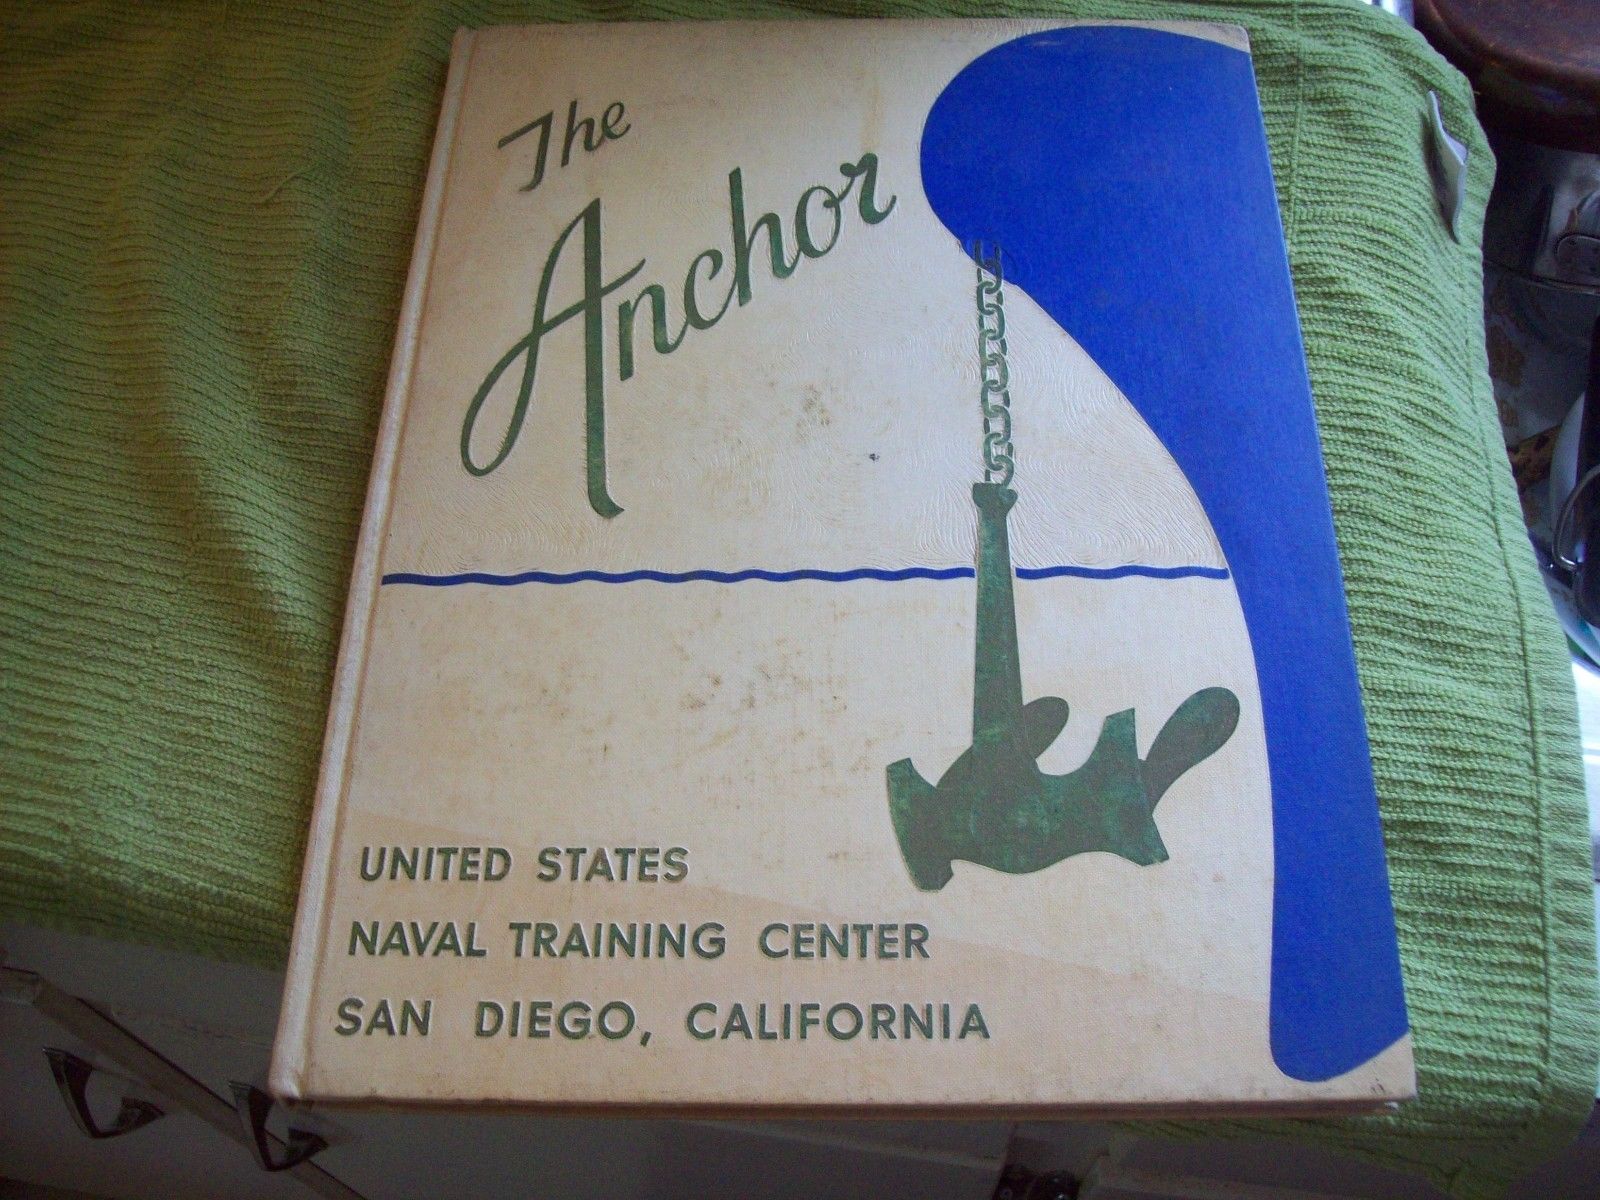 The
Anchor
UNITED STATES
NAVAL TRAINING CENTER
SAN DIEGO, CALIFORNIA